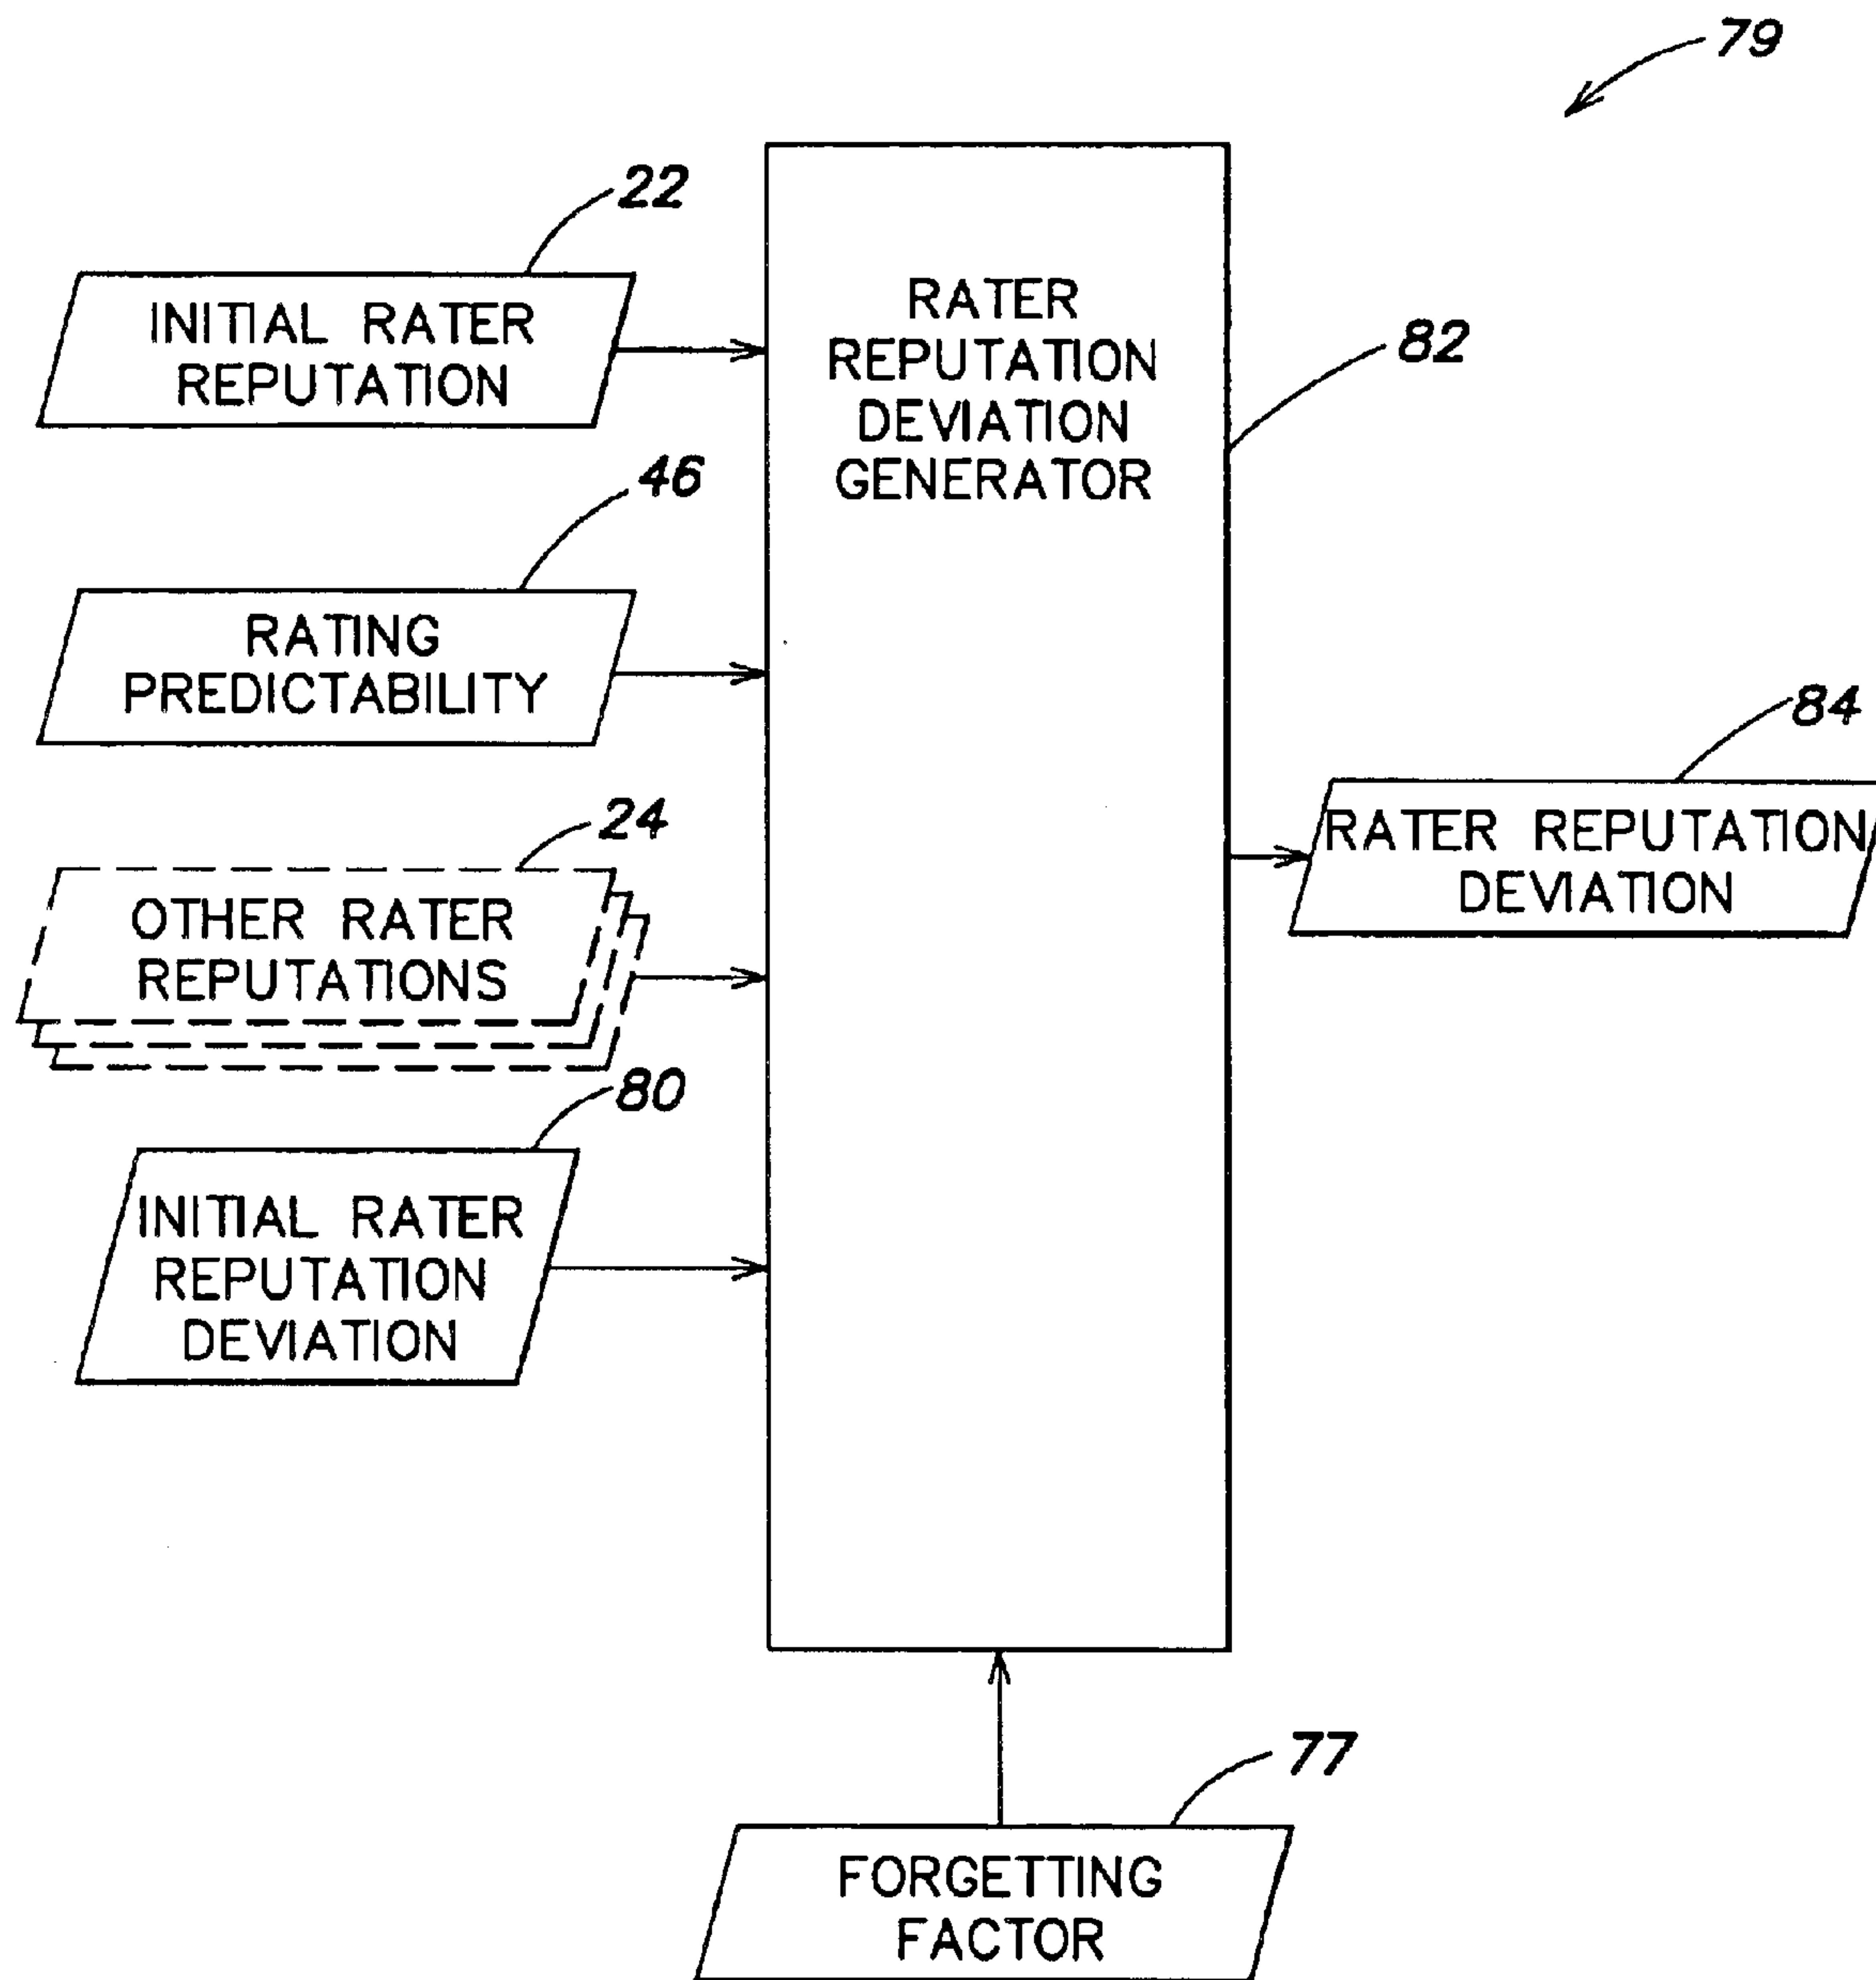 79
22
INITIAL RATER
REPUTATION
RATER
REPUTATION
DEVIATION
GENERATOR
82
46
RATING
PREDICTABILITY
84
RATER REPUTATION
DEVIATION
24
OTHER RATER
REPUTATIONS
80
INITIAL RATER
REPUTATION
DEVIATION
77
FORGETTING
FACTOR